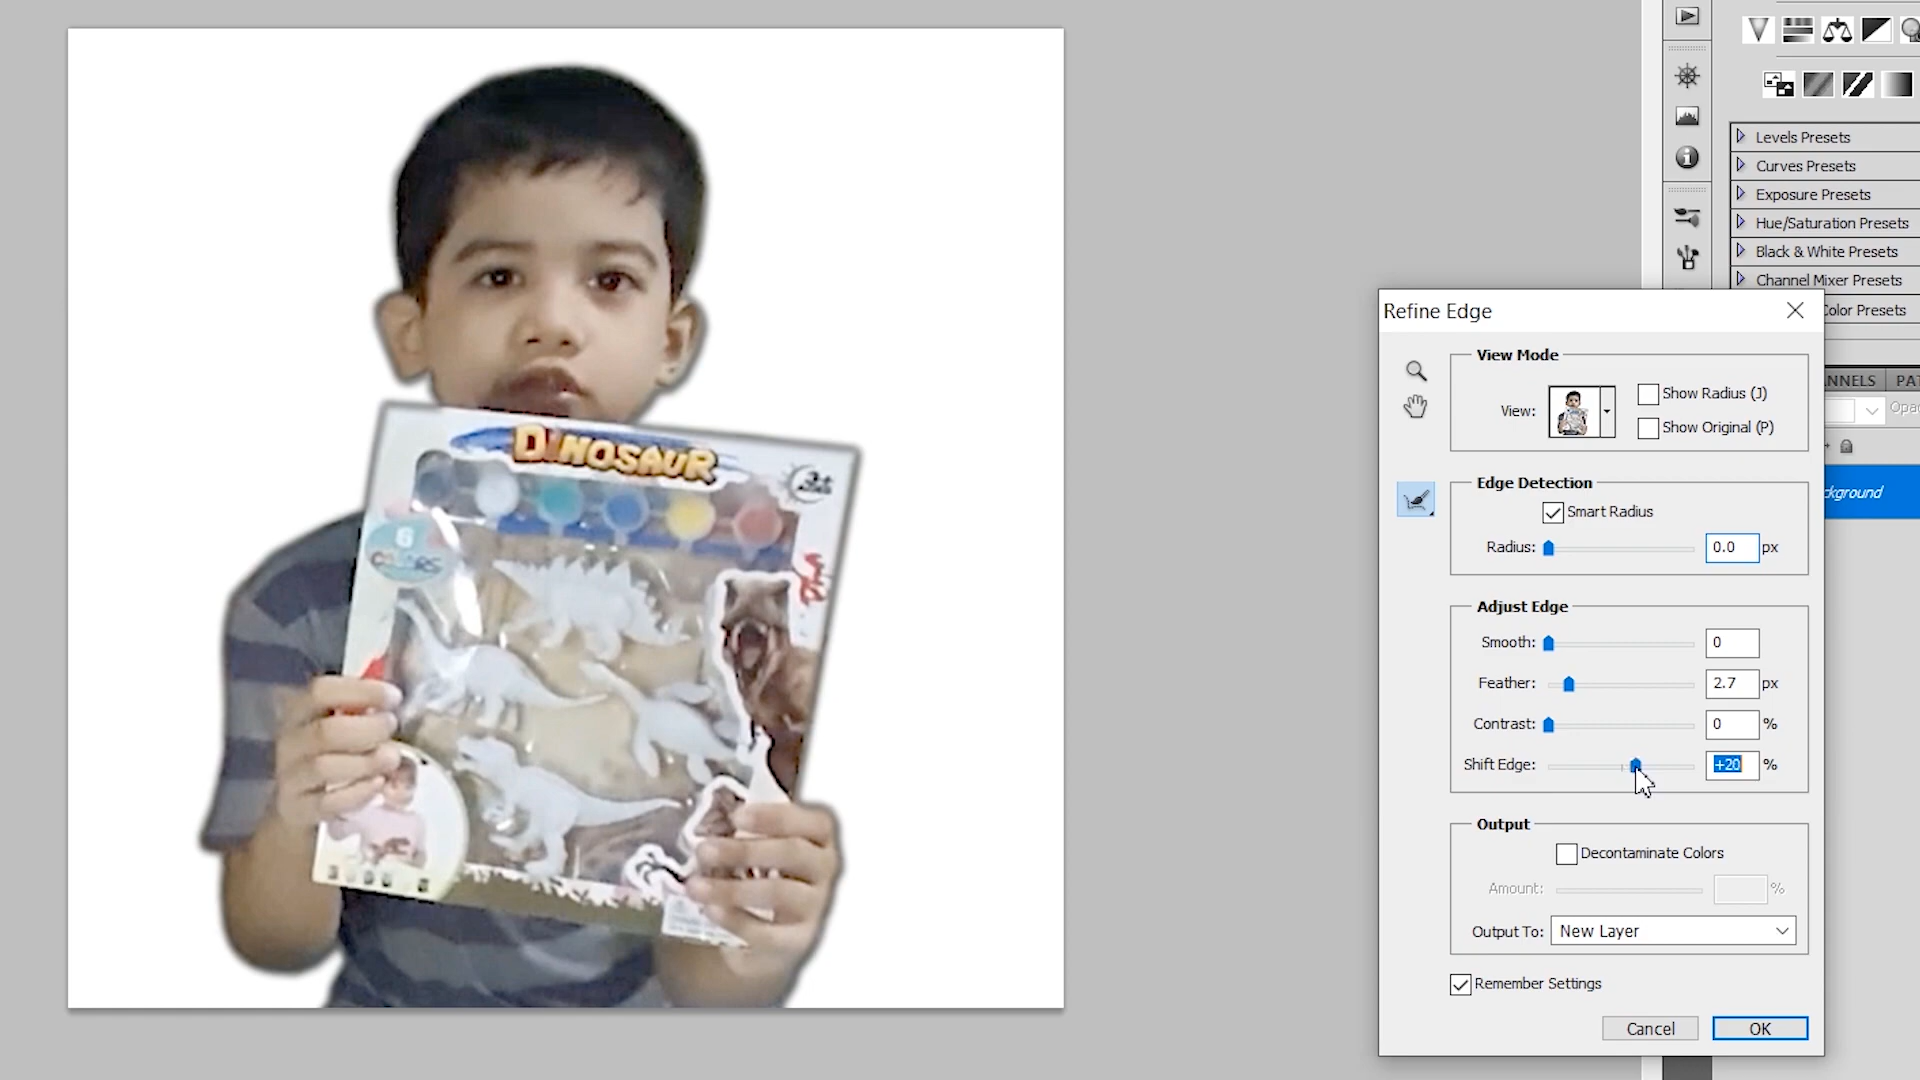 Levels Presets
Curves Presets
Exposure Presets
Hue/Saturation Presets
Black & White Presets
Channel Mixer Presets
Color Presets
Refine Edge
View Mode
View:
Show Radius (J)
Show Original (P)
Edge Detection
Smart Radius
Radius: 0.0 px
Adjust Edge
Smooth: 0
Feather: 2.7 px
Contrast: 0 %
Shift Edge: +20 %
Output
Decontaminate Colors
Amount: %
Output To: New Layer
Remember Settings
Cancel OK
DINOSAUR
3+
6
COLORS